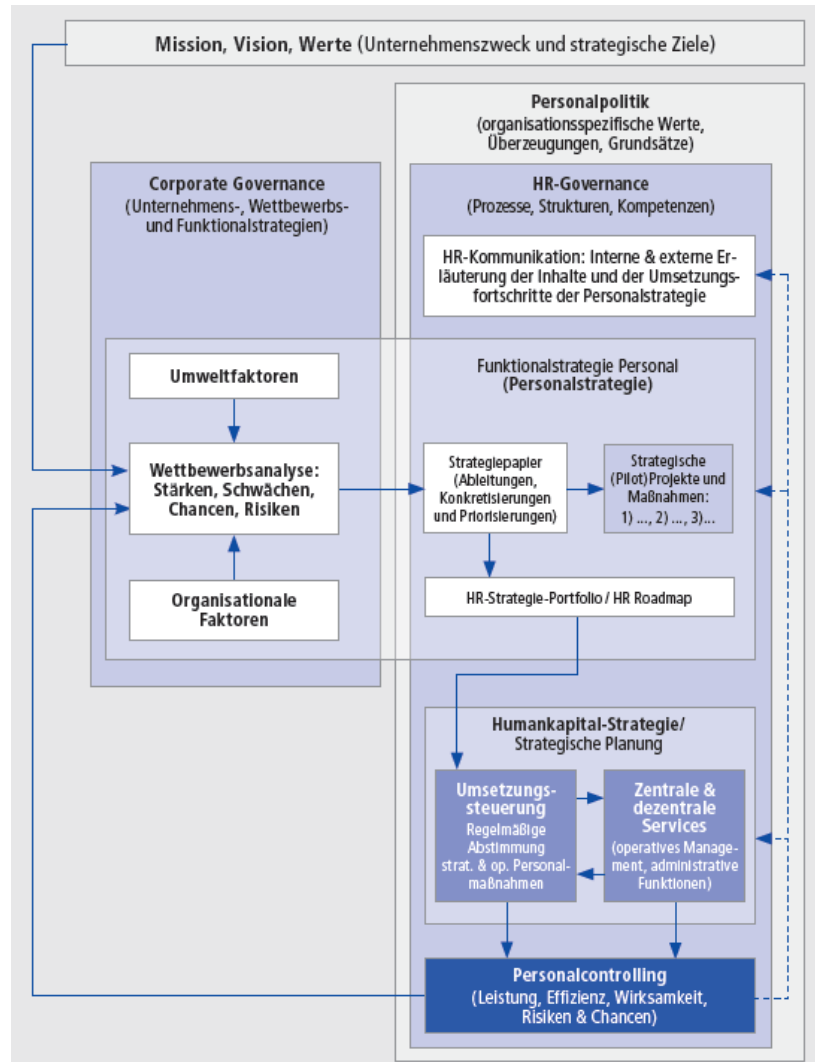 Mission, Vision, Werte (Unternehmenszweck und strategische Ziele)
Personalpolitik
(organisationsspezifische Werte,
Überzeugungen, Grundsätze)
Corporate Governance
(Unternehmens-, Wettbewerbs-
und Funktionalstrategien)
HR-Governance
(Prozesse, Strukturen, Kompetenzen)
HR-Kommunikation: Interne & externe Er-
läuterung der Inhalte und der Umsetzungs-
fortschritte der Personalstrategie
Umweltfaktoren
Funktionalstrategie Personal
(Personalstrategie)
Wettbewerbsanalyse:
Stärken, Schwächen,
Chancen, Risiken
Strategiepapier
(Ableitungen,
Konkretisierungen
und Priorisierungen)
Strategische
(Pilot)Projekte und
Maßnahmen:
1) ..., 2) ..., 3)...
Organisationale
Faktoren
HR-Strategie-Portfolio / HR Roadmap
Humankapital-Strategie/
Strategische Planung
Umsetzungs-
steuerung
Regelmäßige
Abstimmung
strat. & op. Personal-
maßnahmen
Zentrale &
dezentrale
Services
(operatives Manage-
ment, administrative
Funktionen)
Personalcontrolling
(Leistung, Effizienz, Wirksamkeit,
Risiken & Chancen)